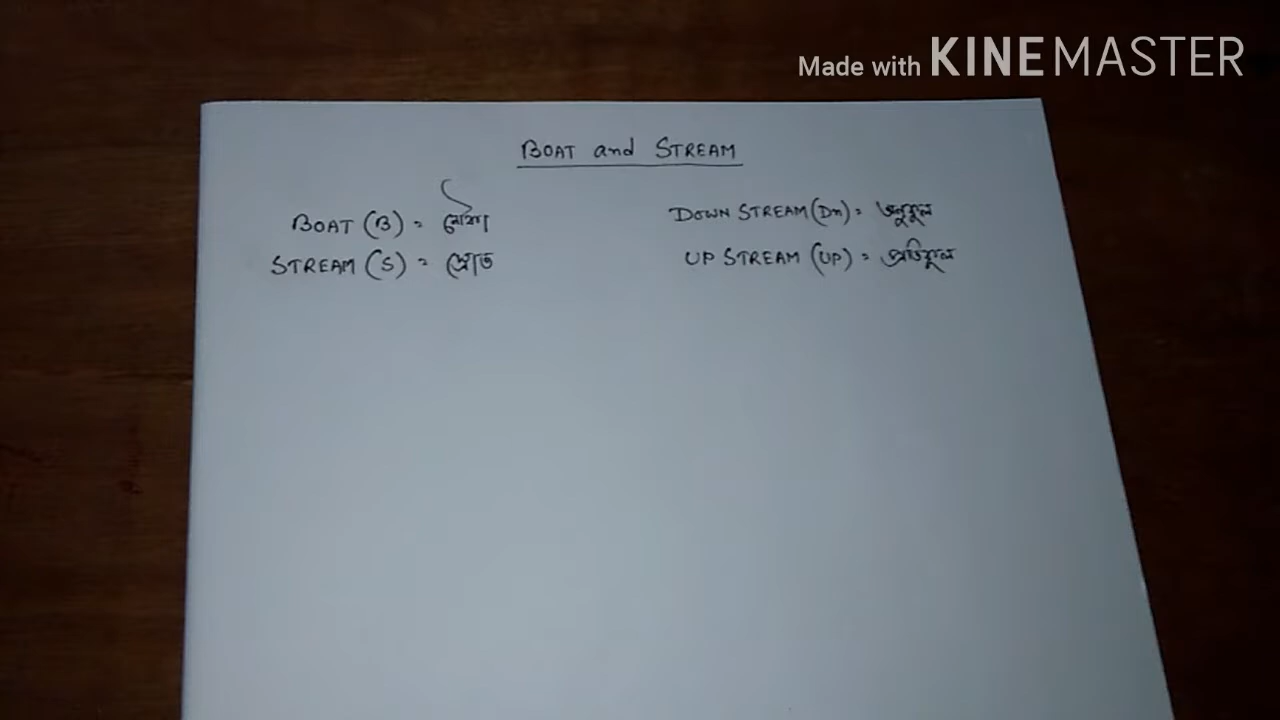 Made with KINEMASTER
BOAT and STREAM
BOAT (B) = নৌকা
STREAM (S) = স্রোত
DOWN STREAM (Dn) = অনুকূল
UP STREAM (UP) = প্রতিকূল